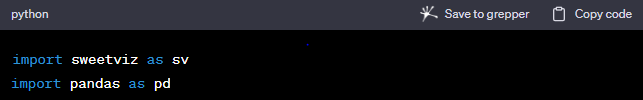 python Save to grepper Copy code
import sweetviz as sv
import pandas as pd